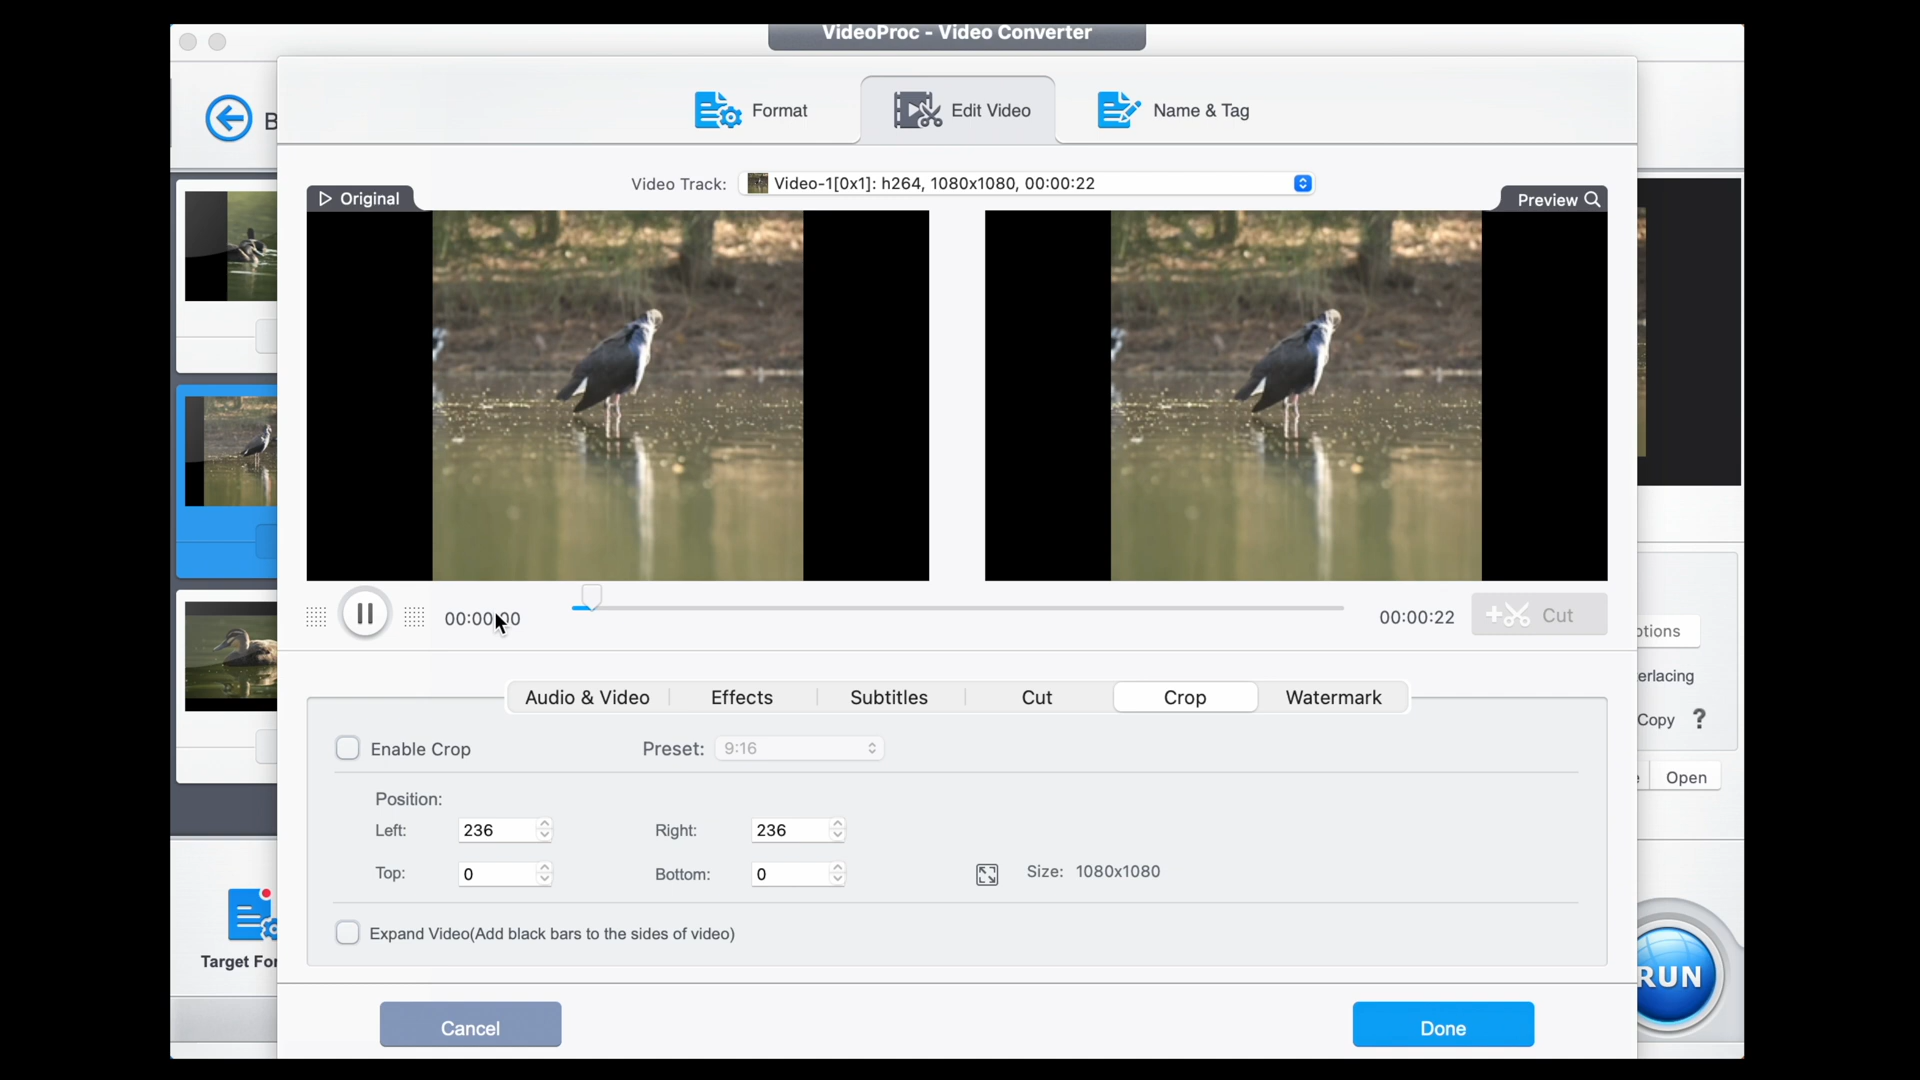 VideoProc - Video Converter
B
Format
Edit Video
Name & Tag
Video Track:
Video-1[0x1]: h264, 1080x1080, 00:00:22
Original
Preview
00:00:00
00:00:22
Cut
Audio & Video
Effects
Subtitles
Cut
Crop
Watermark
Enable Crop
Preset:
9:16
Position:
Left:
236
Right:
236
Top:
0
Bottom:
0
Size: 1080x1080
Expand Video(Add black bars to the sides of video)
Cancel
Done
ptions
erlacing
Copy ?
e
Open
Target For
RUN